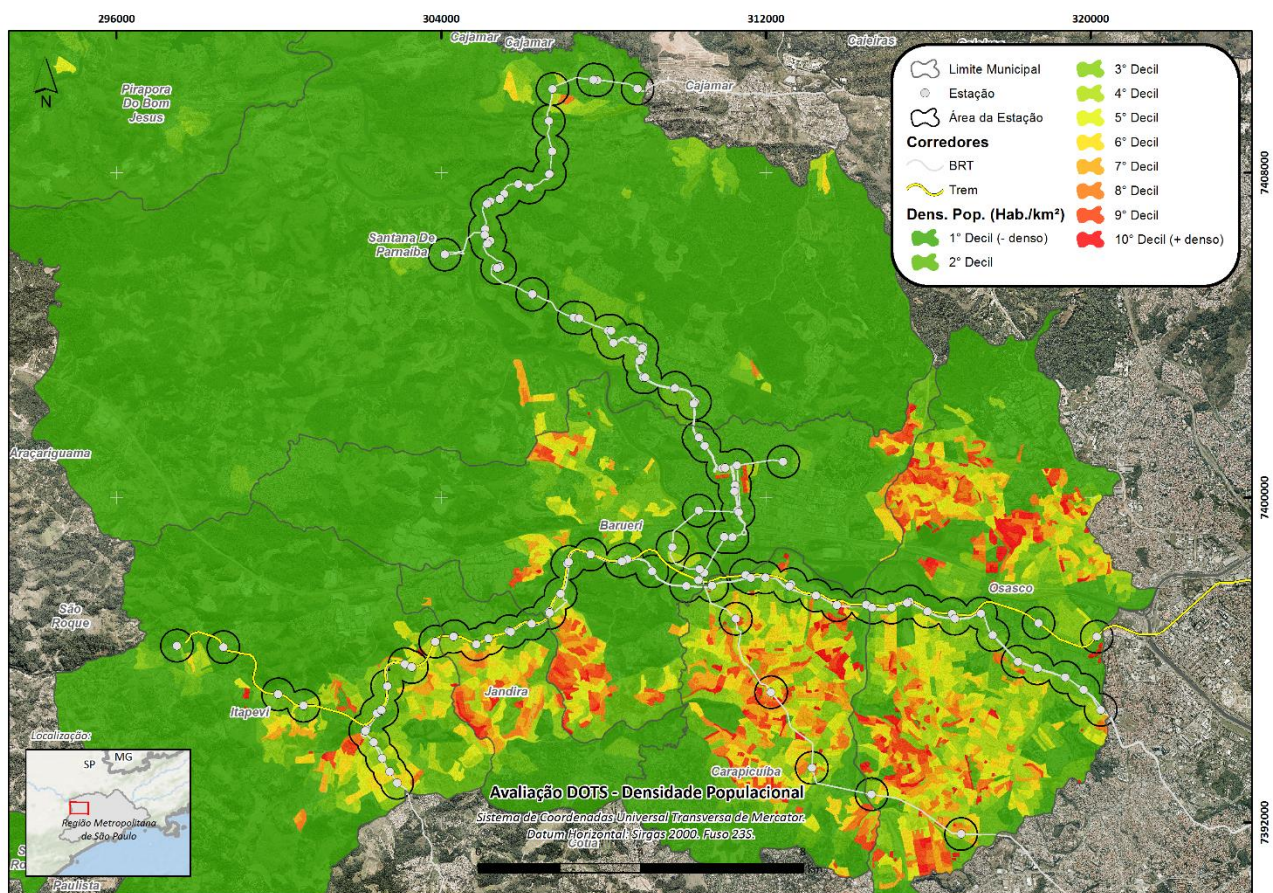 296000
304000
312000
320000
Cajamar
Cajamar
Caieiras
Cajamar
Pirapora
Do Bom
Jesus
N
Limite Municipal
Estação
Área da Estação
Corredores
BRT
Trem
Dens. Pop. (Hab./km²)
1° Decil (- denso)
2° Decil
3° Decil
4° Decil
5° Decil
6° Decil
7° Decil
8° Decil
9° Decil
10° Decil (+ denso)
7408000
Santana De
Parnaíba
Araçariguama
7400000
Barueri
Osasco
São
Roque
Jandira
Itapevi
Localização:
SP
MG
Região Metropolitana
de São Paulo
Carapicuíba
Avaliação DOTS - Densidade Populacional
Sistema de Coordenadas Universal Transversa de Mercator.
Datum Horizontal: Sirgas 2000. Fuso 23S.
Cotia
7392000
Paulista